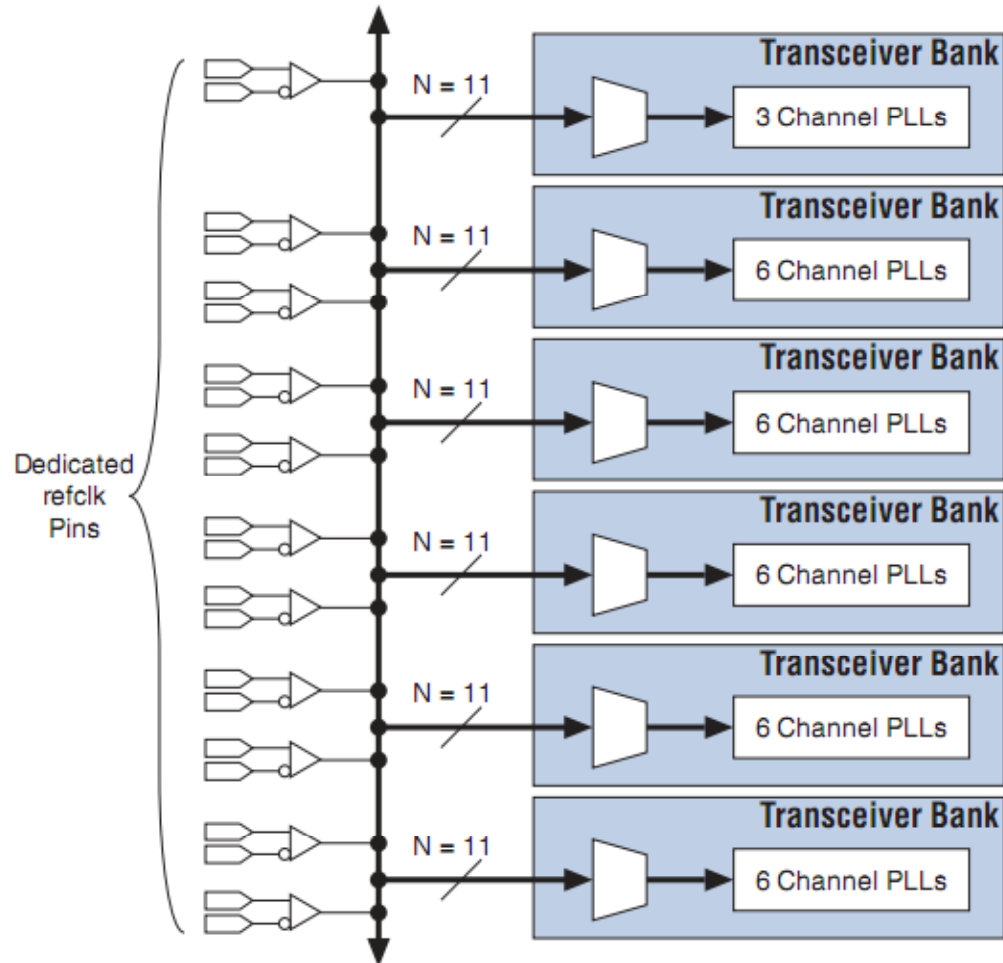 Transceiver Bank
N = 11
3 Channel PLLs
Transceiver Bank
N = 11
6 Channel PLLs
Transceiver Bank
N = 11
6 Channel PLLs
Dedicated
refclk
Pins
Transceiver Bank
N = 11
6 Channel PLLs
Transceiver Bank
N = 11
6 Channel PLLs
Transceiver Bank
N = 11
6 Channel PLLs